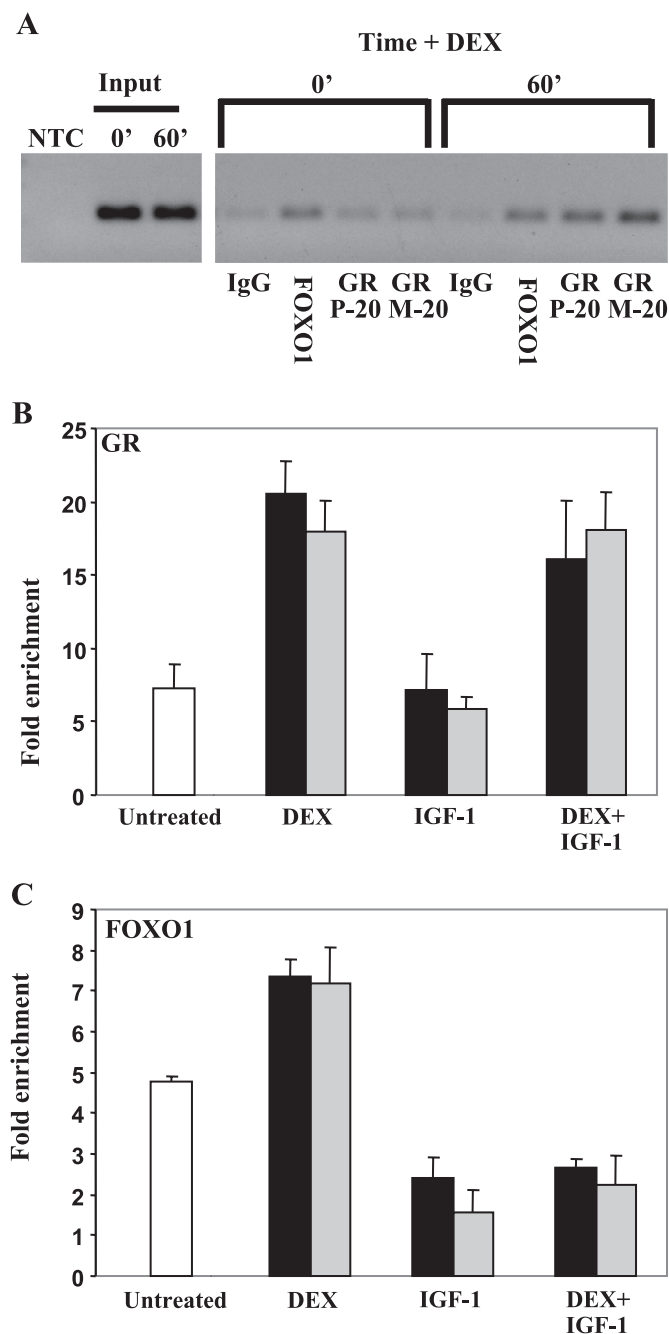 A
Time + DEX
Input
0'
60'
NTC
0'
60'
IgG
FOXO1
GR
P-20
GR
M-20
IgG
FOXO1
GR
P-20
GR
M-20
B
GR
Fold enrichment
25
20
15
10
5
0
Untreated
DEX
IGF-1
DEX+
IGF-1
C
FOXO1
Fold enrichment
9
8
7
6
5
4
3
2
1
0
Untreated
DEX
IGF-1
DEX+
IGF-1